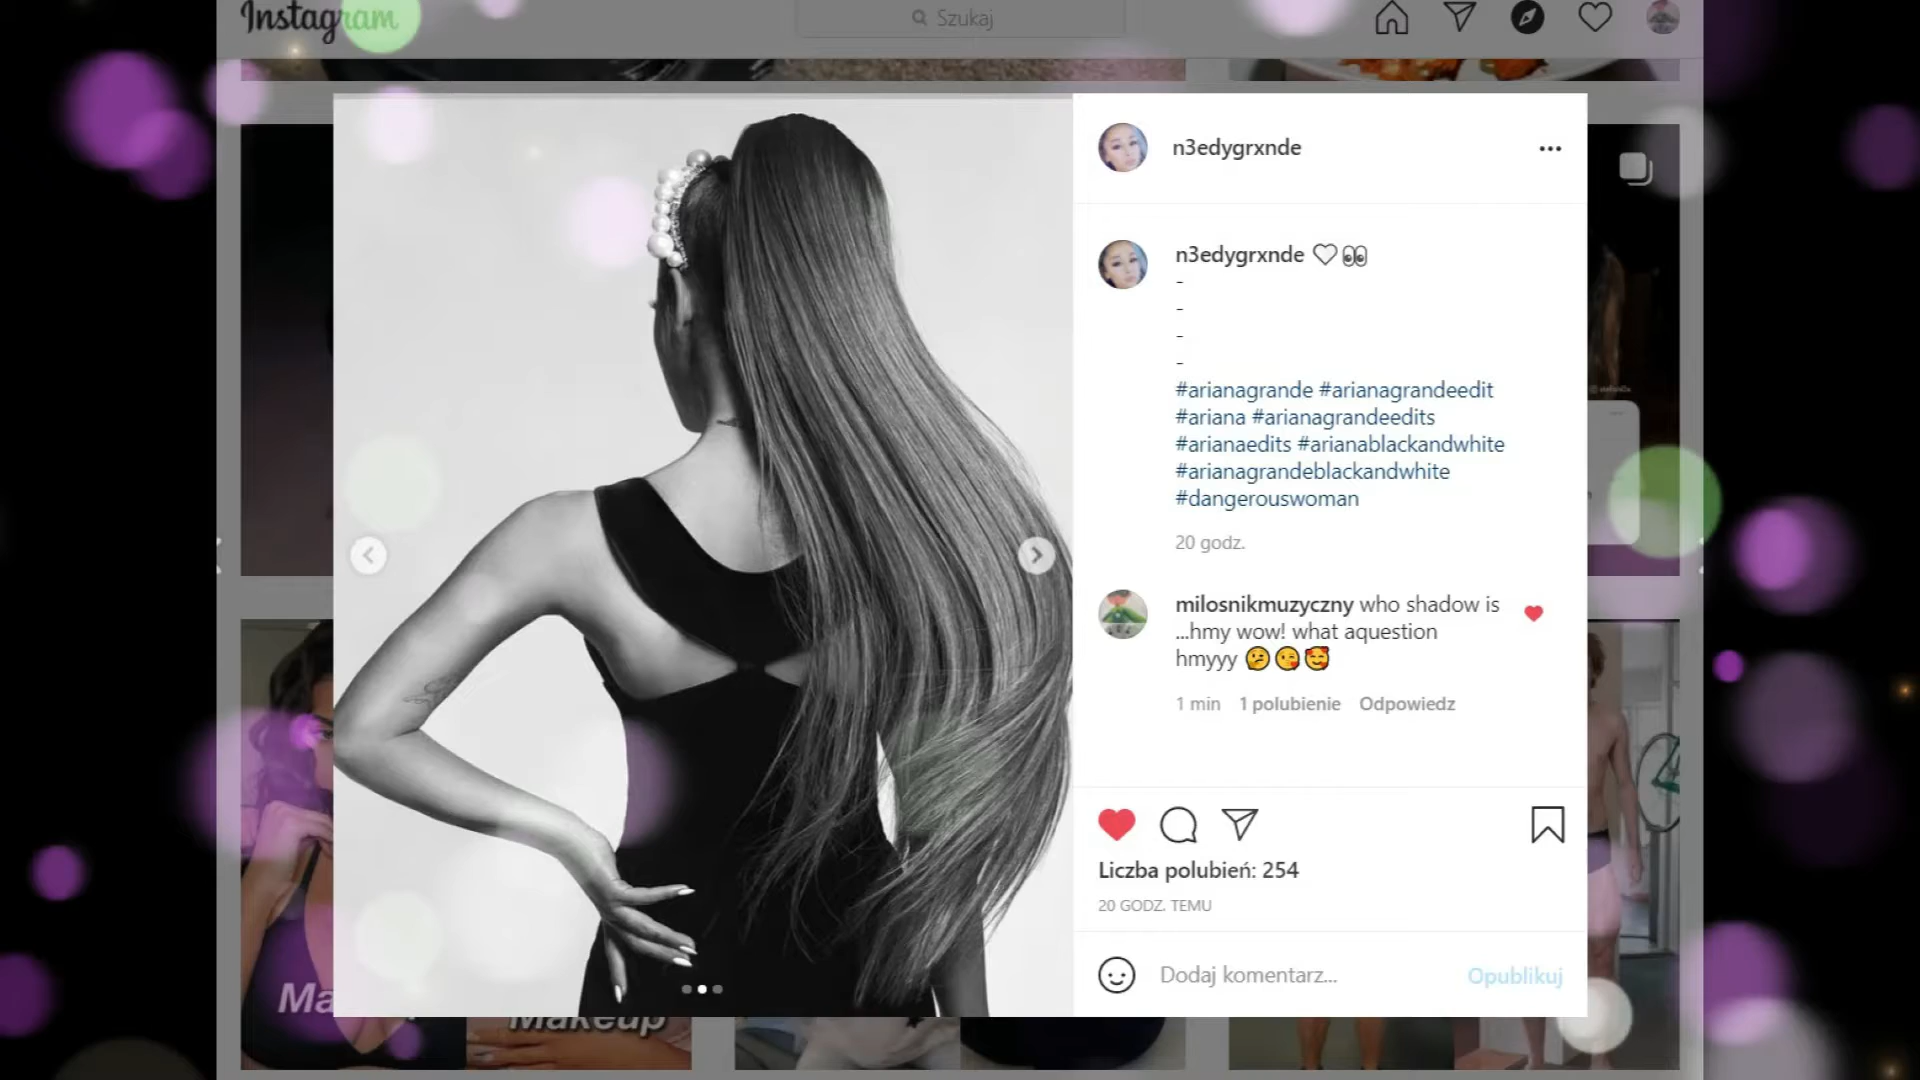 Instagram
Szukaj
n3edygrxnde
n3edygrxnde
-
-
-
-
#arianagrande #arianagrandeedit
#ariana #arianagrandeedits
#arianaedits #arianablackandwhite
#arianagrandeblackandwhite
#dangerouswoman
20 godz.
milosnikmuzyczny who shadow is
...hmy wow! what aquestion
hmyyy
1 min 1 polubienie Odpowiedz
Liczba polubień: 254
20 GODZ. TEMU
Dodaj komentarz...
Opublikuj
Makeup